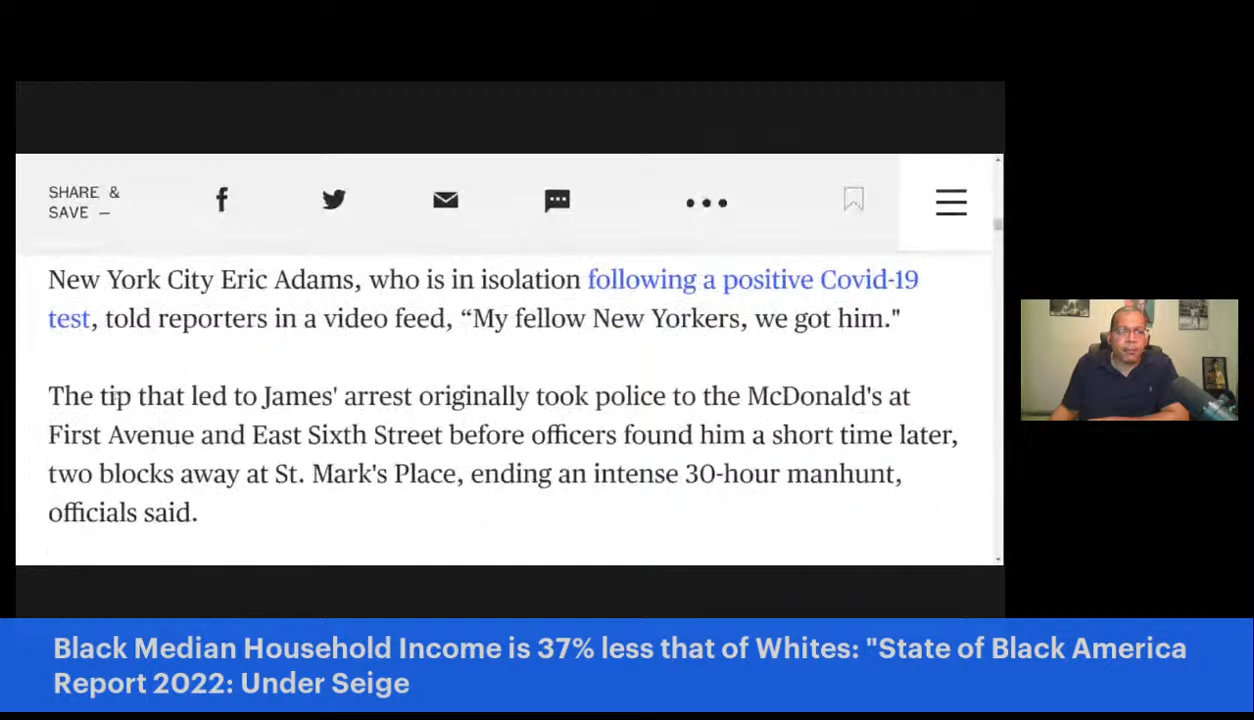 SHARE &
SAVE –
New York City Eric Adams, who is in isolation following a positive Covid-19
test, told reporters in a video feed, “My fellow New Yorkers, we got him."
The tip that led to James' arrest originally took police to the McDonald's at
First Avenue and East Sixth Street before officers found him a short time later,
two blocks away at St. Mark's Place, ending an intense 30-hour manhunt,
officials said.
Black Median Household Income is 37% less that of Whites: "State of Black America
Report 2022: Under Seige